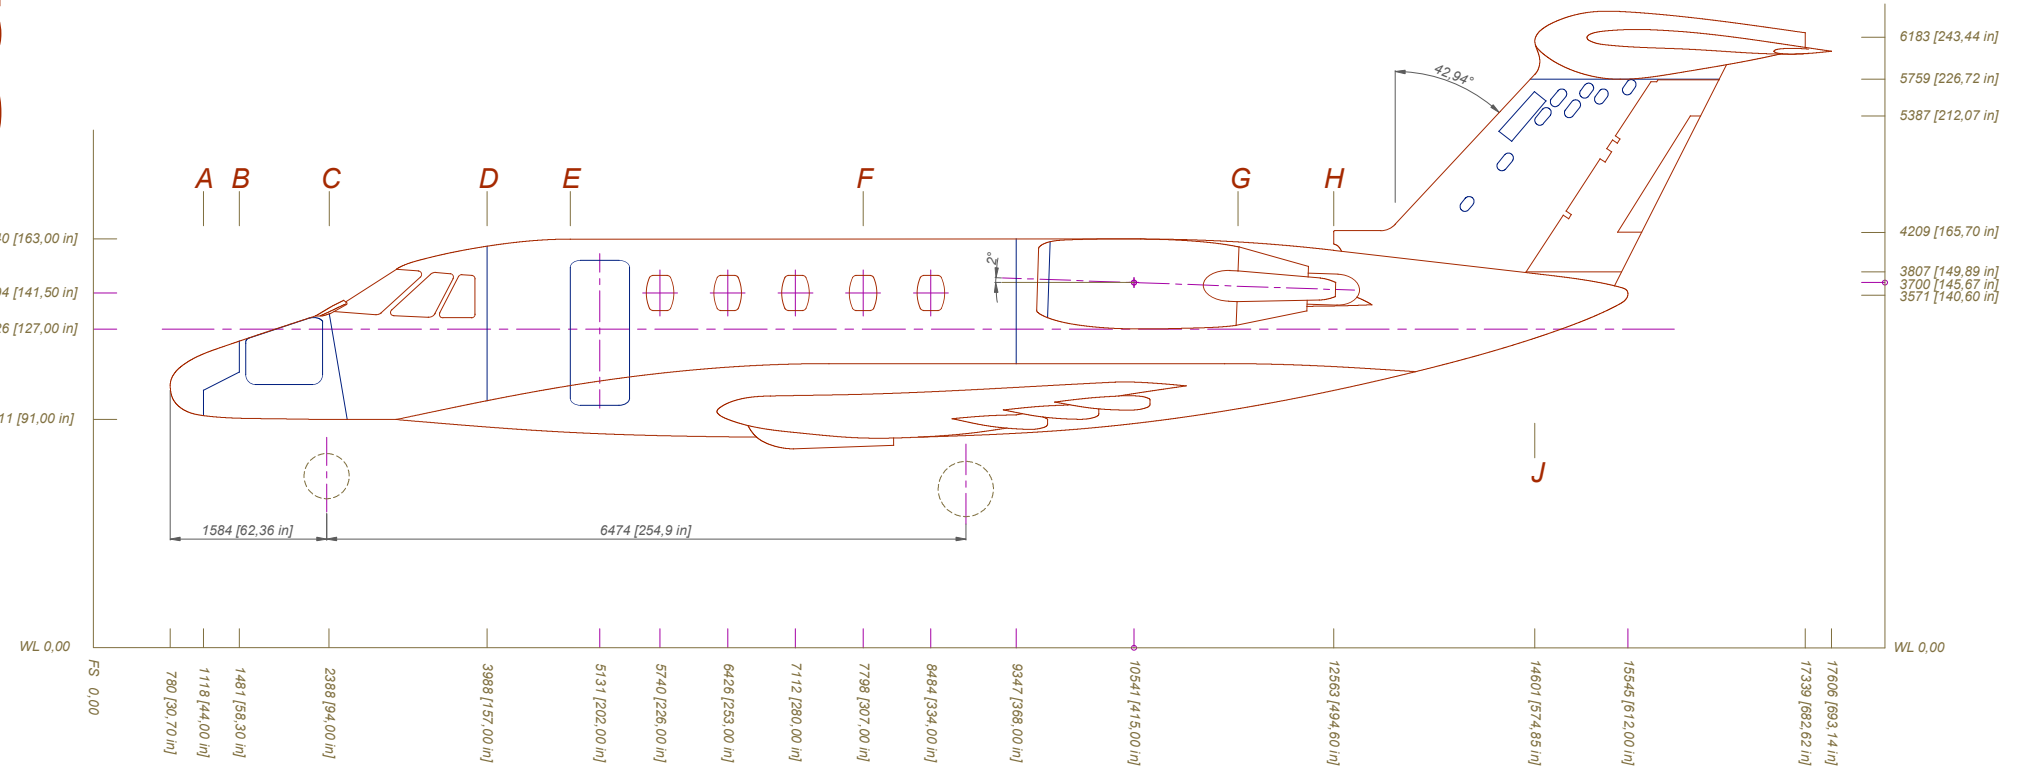 6183 [243,44 in]
42,94°
5759 [226,72 in]
5387 [212,07 in]
A B C D E F G H
40 [163,00 in]
4209 [165,70 in]
2°
3807 [149,89 in]
94 [141,50 in]
3700 [145,67 in]
3571 [140,60 in]
26 [127,00 in]
11 [91,00 in]
J
1584 [62,36 in]
6474 [254,9 in]
WL 0,00
WL 0,00
FS 0,00
780 [30,70 in]
1118 [44,00 in]
1481 [58,30 in]
2388 [94,00 in]
3988 [157,00 in]
5131 [202,00 in]
5740 [226,00 in]
6426 [253,00 in]
7112 [280,00 in]
7798 [307,00 in]
8484 [334,00 in]
9347 [368,00 in]
10541 [415,00 in]
12563 [494,60 in]
14601 [574,85 in]
15545 [612,00 in]
17339 [682,62 in]
17606 [693,14 in]